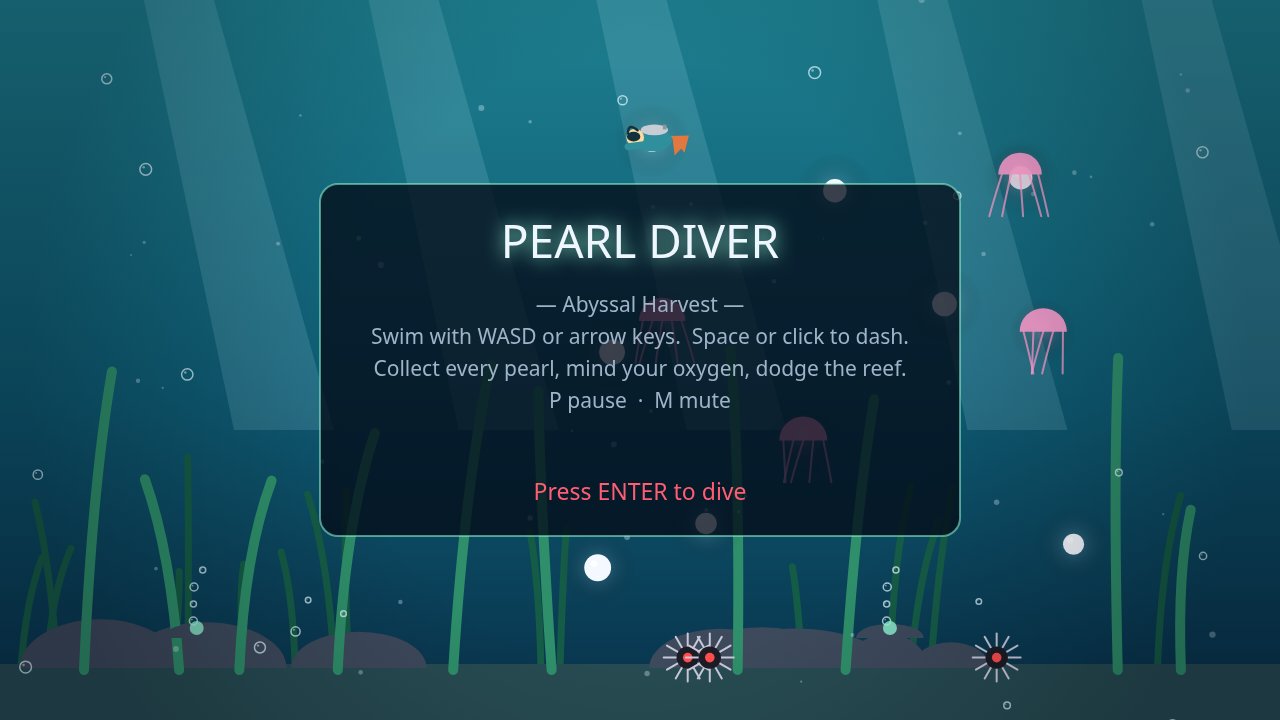 PEARL DIVER
— Abyssal Harvest —
Swim with WASD or arrow keys.  Space or click to dash.
Collect every pearl, mind your oxygen, dodge the reef.
P pause  ·  M mute
Press ENTER to dive